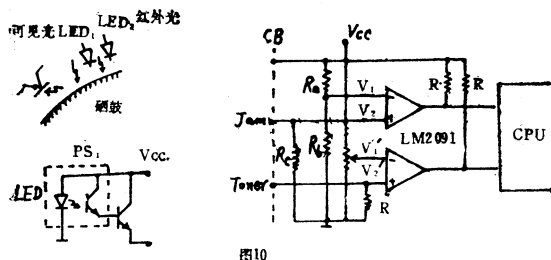 可见光LED₁ LED₂红外光
硒鼓
PS₁
Vcc.
LED
CB
Vcc
Ra
V₁
V₂
R
R
Jam
LM2091
CPU
Rc
Rb
V₁′
V₂′
Toner
R
图10